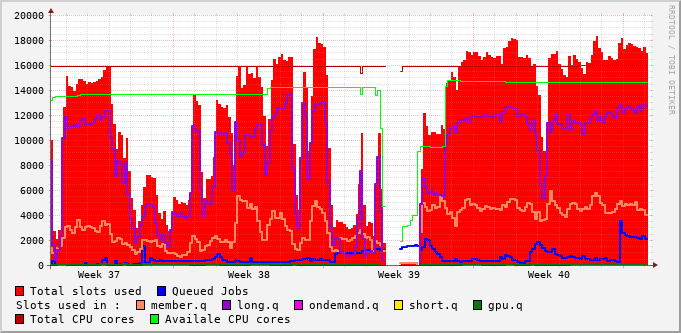 20000
18000
16000
14000
12000
10000
8000
6000
4000
2000
0
Week 37 Week 38 Week 39 Week 40
RRDTOOL / TOBI OETIKER
Total slots used Queued Jobs
Slots used in : member.q long.q ondemand.q short.q gpu.q
Total CPU cores Availale CPU cores